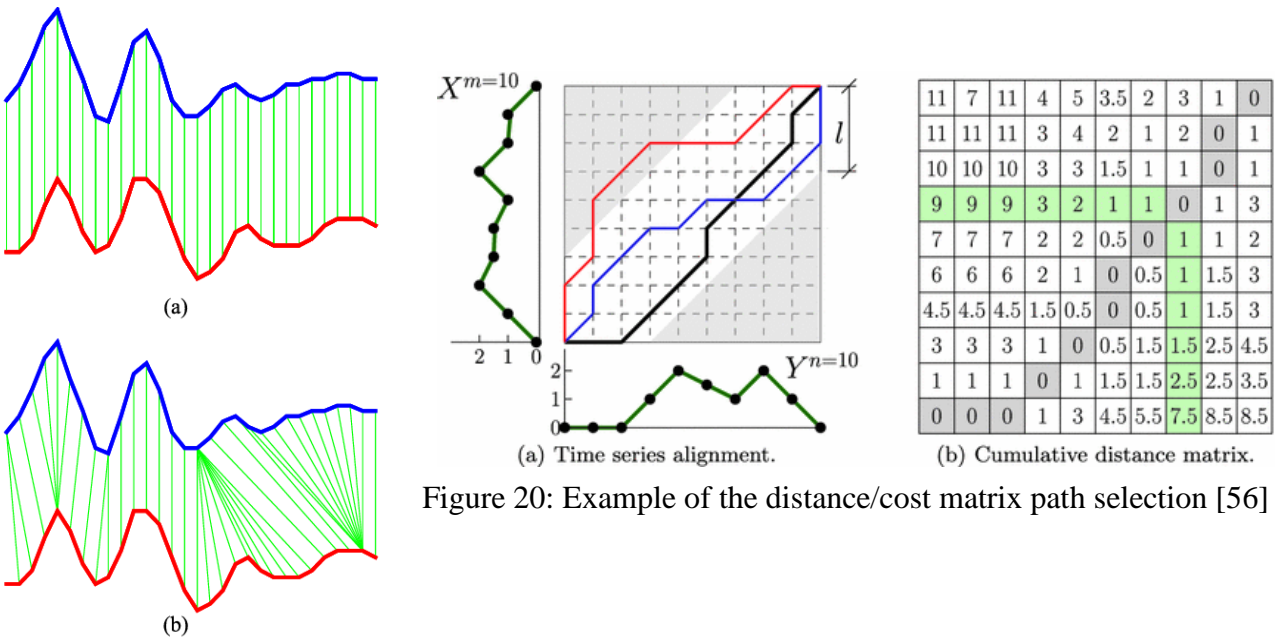 (a)
(b)
X^{m=10}
l
2 1 0
2
1
0
Y^{n=10}
(a) Time series alignment.
11 7 11 4 5 3.5 2 3 1 0
11 11 11 3 4 2 1 2 0 1
10 10 10 3 3 1.5 1 1 0 1
9 9 9 3 2 1 1 0 1 3
7 7 7 2 2 0.5 0 1 1 2
6 6 6 2 1 0 0.5 1 1.5 3
4.5 4.5 4.5 1.5 0.5 0 0.5 1 1.5 3
3 3 3 1 0 0.5 1.5 1.5 2.5 4.5
1 1 1 0 1 1.5 1.5 2.5 2.5 3.5
0 0 0 1 3 4.5 5.5 7.5 8.5 8.5
(b) Cumulative distance matrix.
Figure 20: Example of the distance/cost matrix path selection [56]